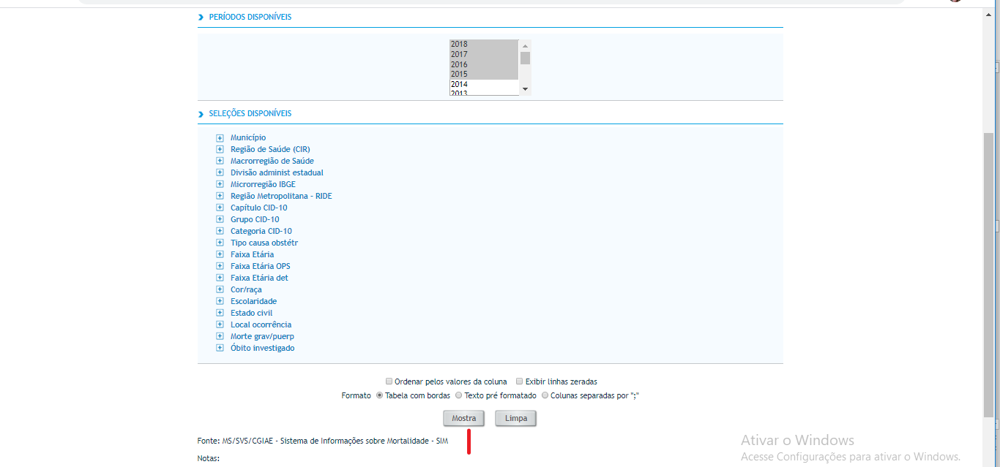 PERÍODOS DISPONÍVEIS
2018
2017
2016
2015
2014
2013
SELEÇÕES DISPONÍVEIS
Município
Região de Saúde (CIR)
Macrorregião de Saúde
Divisão administ estadual
Microrregião IBGE
Região Metropolitana - RIDE
Capítulo CID-10
Grupo CID-10
Categoria CID-10
Tipo causa obstétr
Faixa Etária
Faixa Etária OPS
Faixa Etária det
Cor/raça
Escolaridade
Estado civil
Local ocorrência
Morte grav/puerp
Óbito investigado
Ordenar pelos valores da coluna Exibir linhas zeradas
Formato Tabela com bordas Texto pré formatado Colunas separadas por ";"
Mostra Limpa
Fonte: MS/SVS/CGIAE - Sistema de Informações sobre Mortalidade - SIM
Notas:
Ativar o Windows
Acesse Configurações para ativar o Windows.